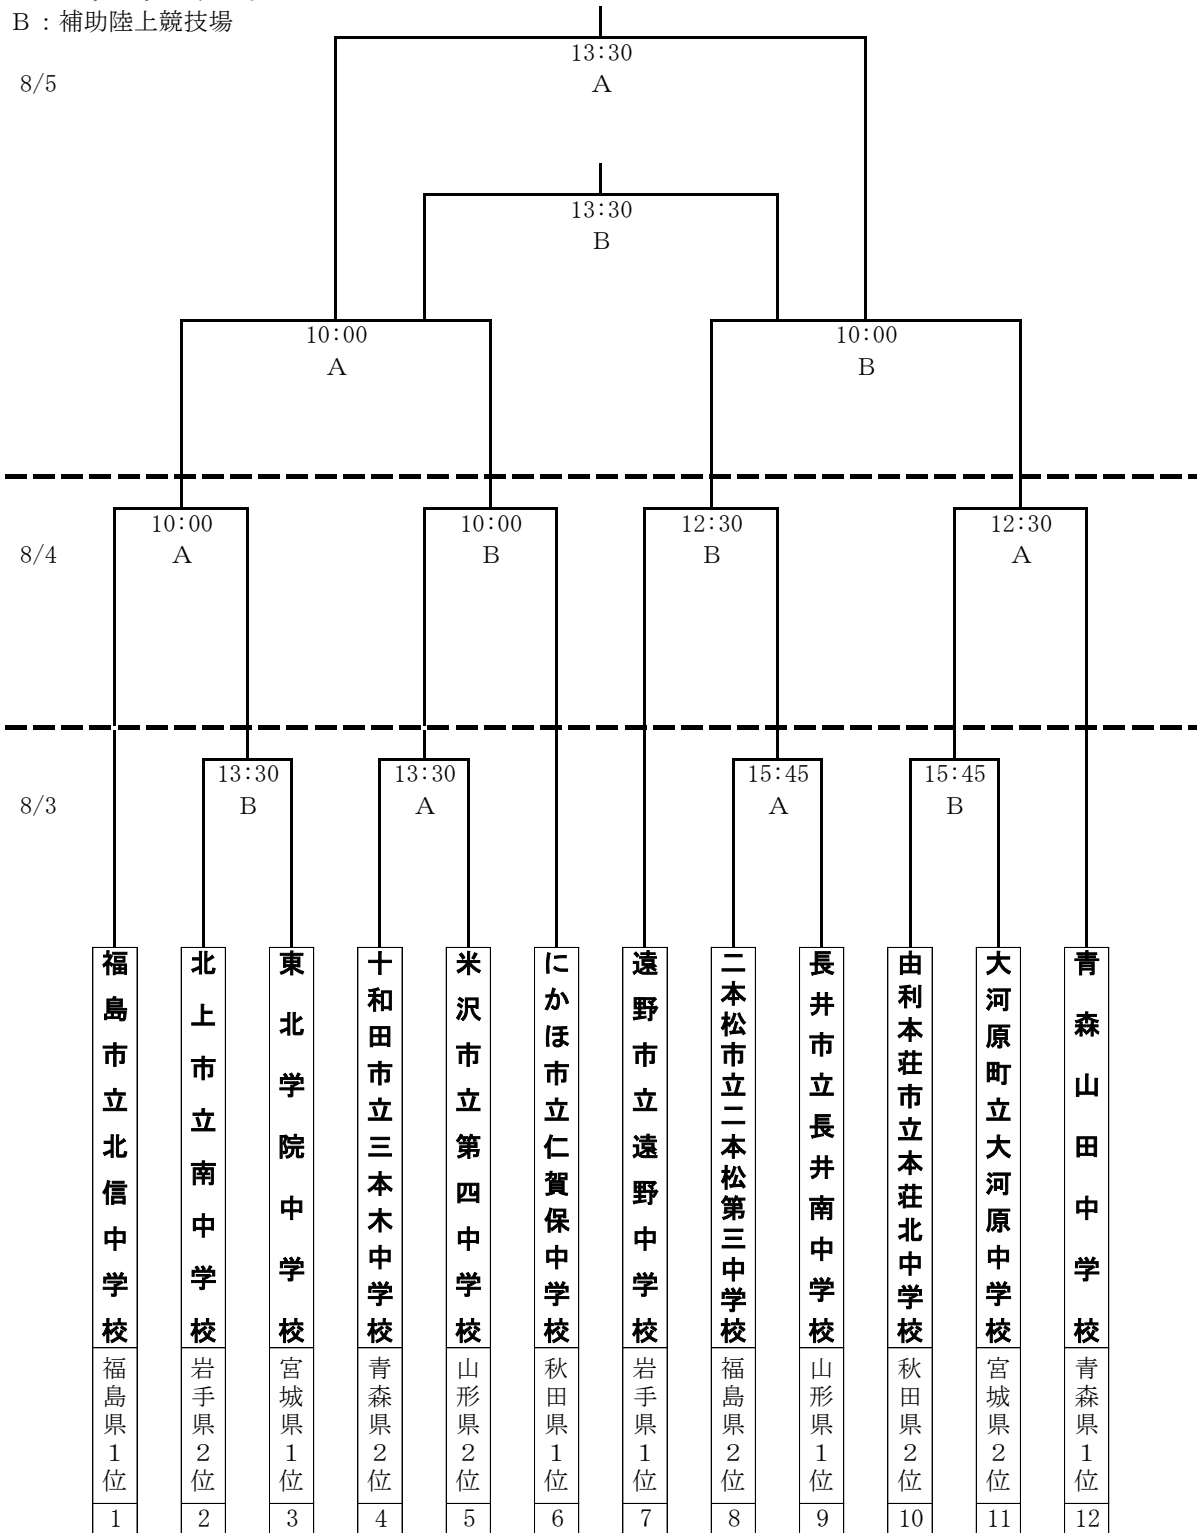 B：補助陸上競技場
13:30
A
8/5
13:30
B
10:00
A
10:00
B
10:00
A
10:00
B
12:30
B
12:30
A
8/4
13:30
B
13:30
A
15:45
A
15:45
B
8/3
福島市立北信中学校
北上市立南中学校
東北学院中学校
十和田市立三本木中学校
米沢市立第四中学校
にかほ市立仁賀保中学校
遠野市立遠野中学校
二本松市立二本松第三中学校
長井市立長井南中学校
由利本荘市立本荘北中学校
大河原町立大河原中学校
青森山田中学校
福島県1位
岩手県2位
宮城県1位
青森県2位
山形県2位
秋田県1位
岩手県1位
福島県2位
山形県1位
秋田県2位
宮城県2位
青森県1位
1
2
3
4
5
6
7
8
9
10
11
12